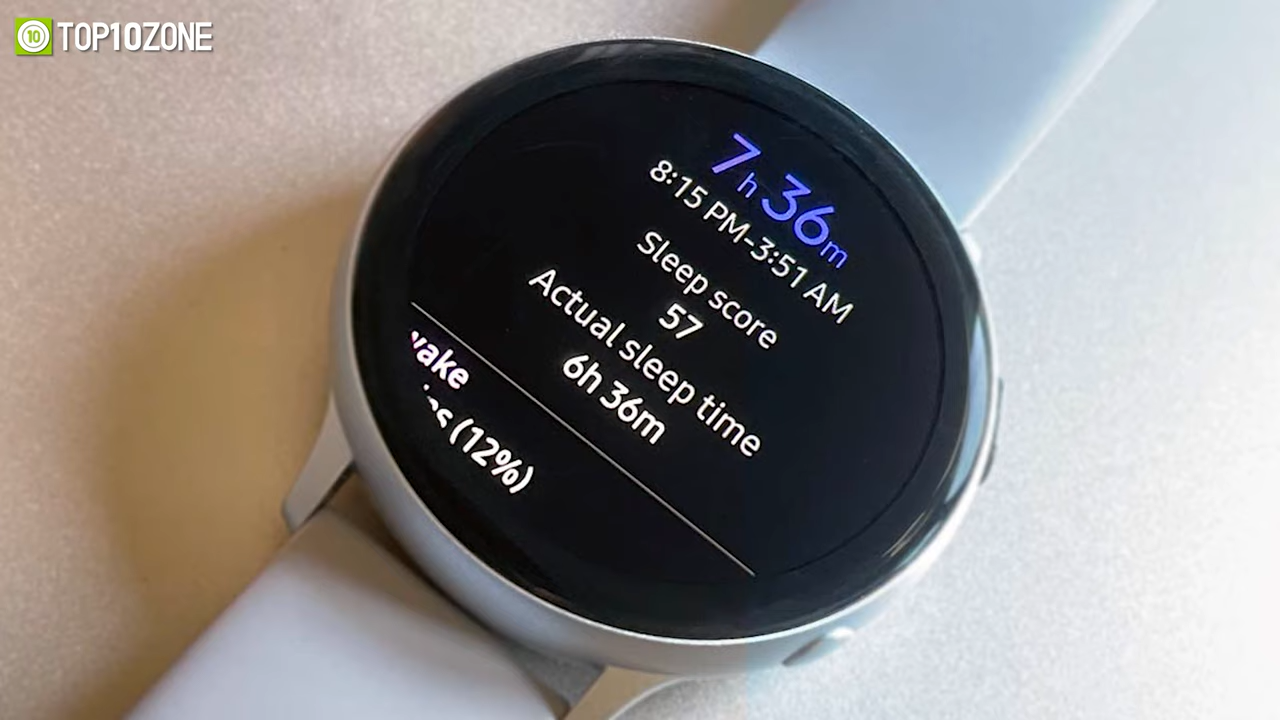 TOP10ZONE
7h 36m
8:15 PM-3:51 AM
Sleep score
57
Actual sleep time
6h 36m
(12%)